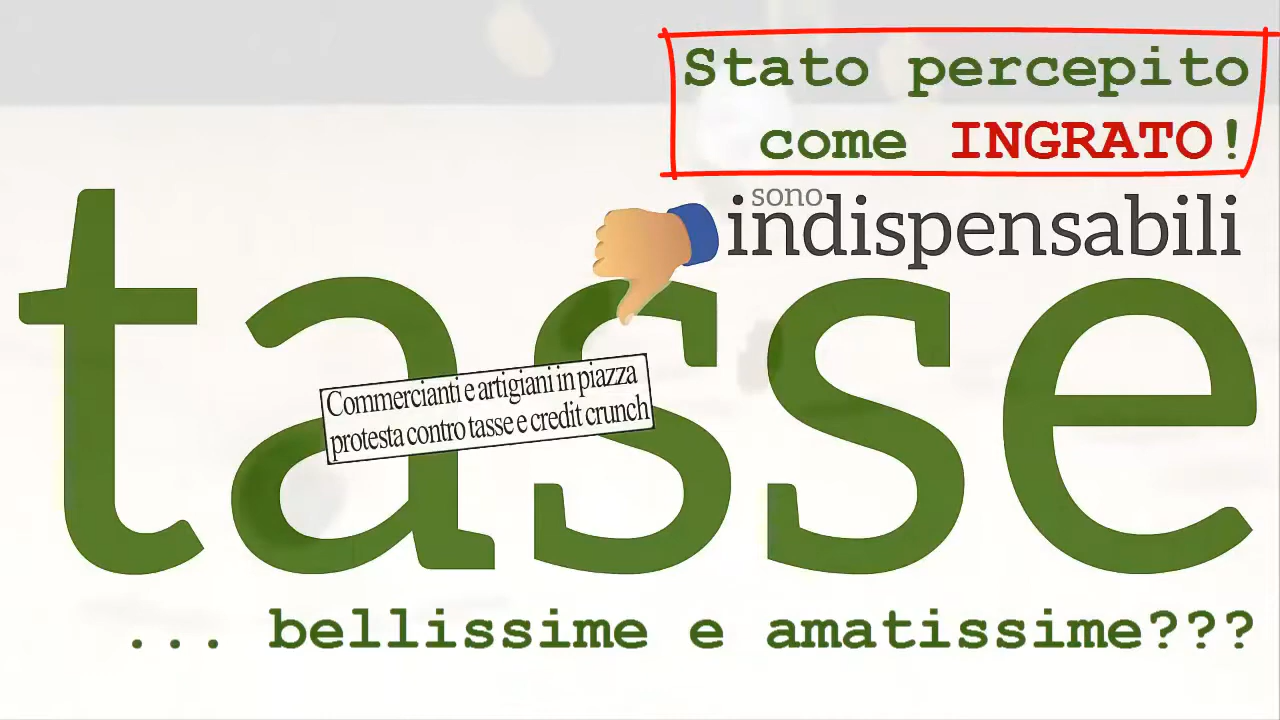 Stato percepito
come INGRATO!
sono
indispensabili
tasse
Commercianti e artigiani in piazza
protesta contro tasse e credit crunch
... bellissime e amatissime???